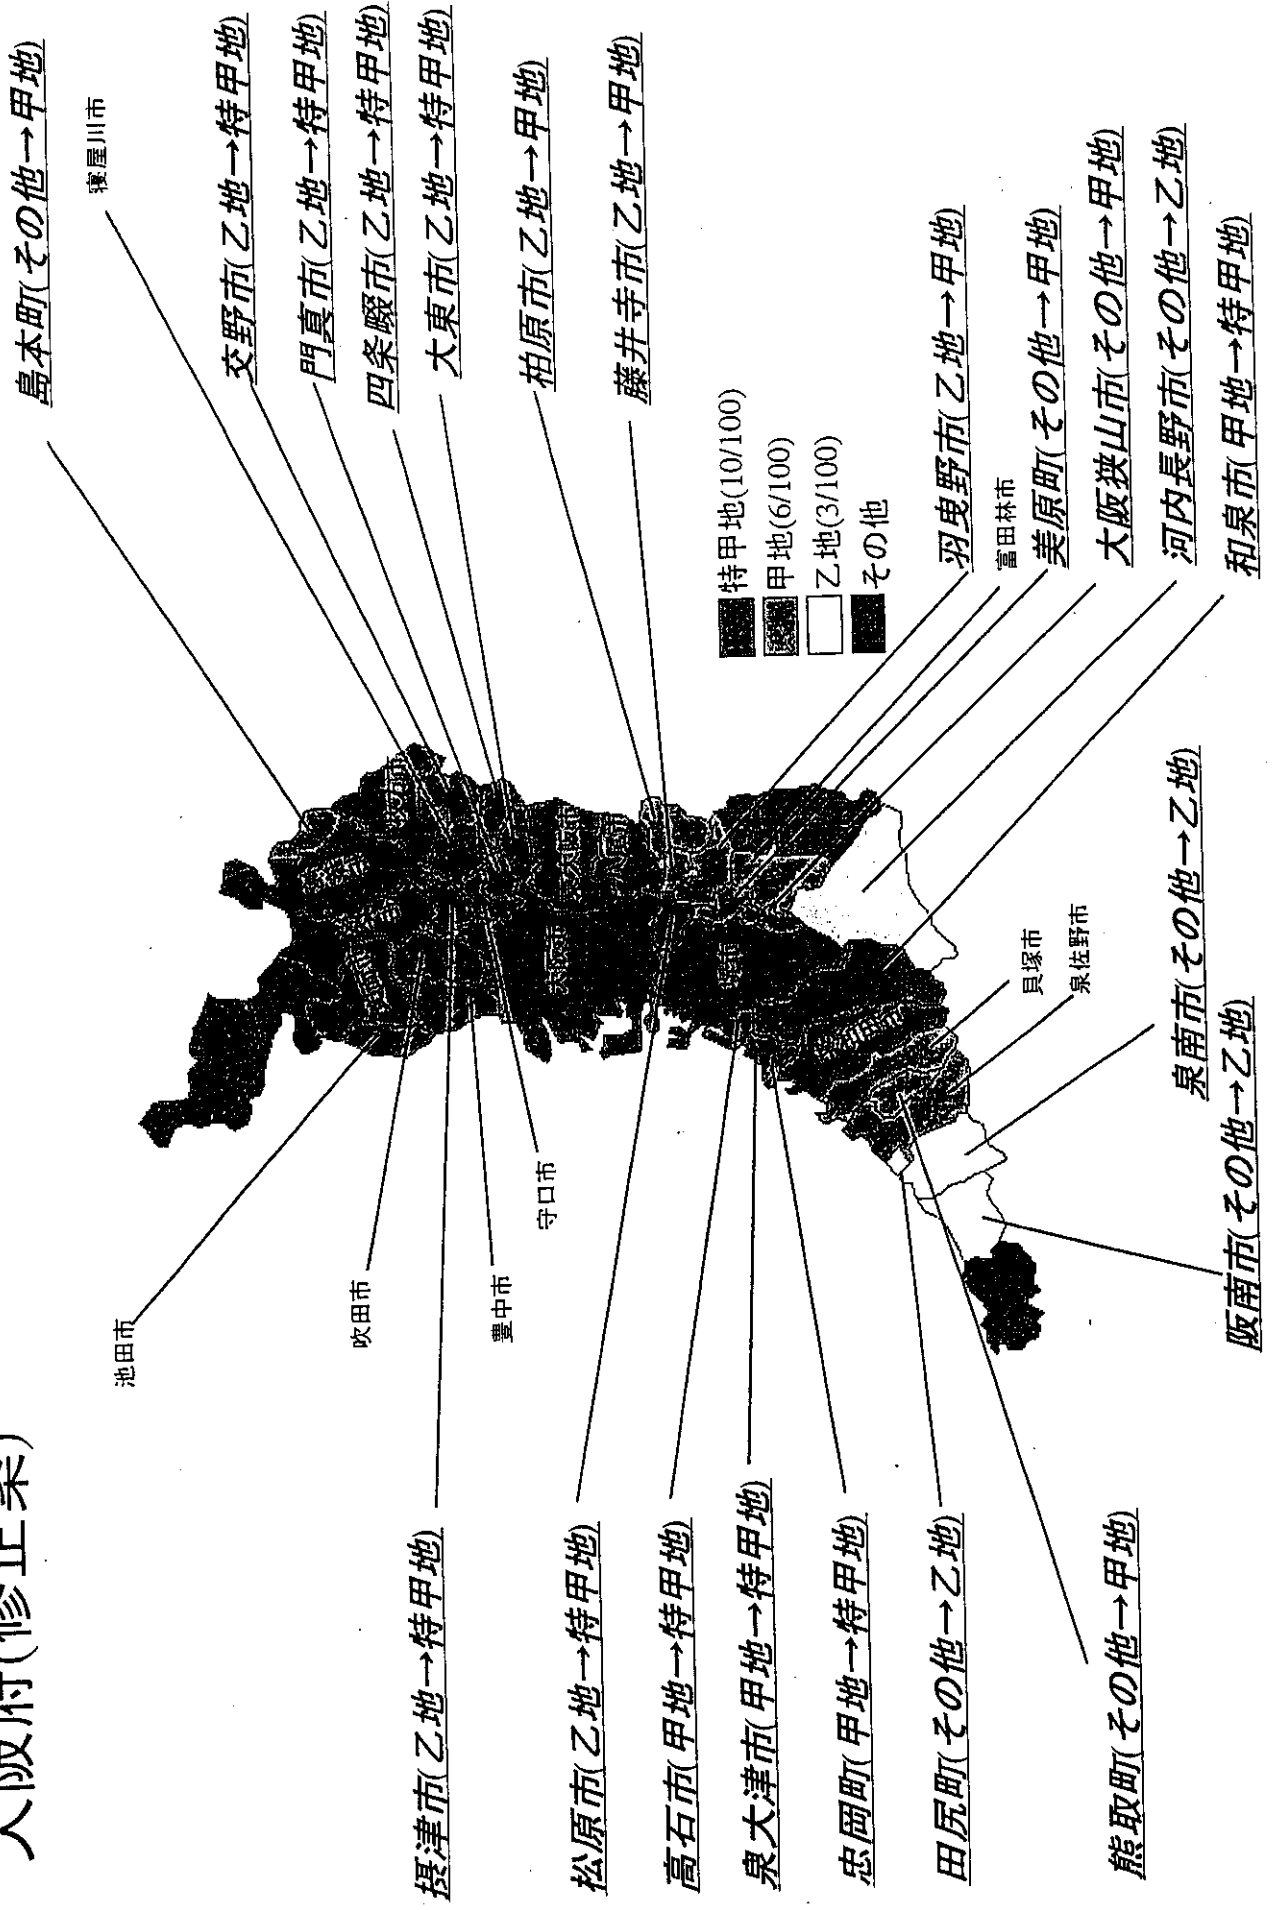 大阪府(修正案)
島本町(その他→甲地)
寝屋川市
交野市(乙地→特甲地)
門真市(乙地→特甲地)
四条畷市(乙地→特甲地)
大東市(乙地→特甲地)
柏原市(乙地→甲地)
藤井寺市(乙地→甲地)
特甲地(10/100)
甲地(6/100)
乙地(3/100)
その他
羽曳野市(乙地→甲地)
富田林市
美原町(その他→甲地)
大阪狭山市(その他→甲地)
河内長野市(その他→乙地)
和泉市(甲地→特甲地)
池田市
吹田市
豊中市
守口市
貝塚市
泉佐野市
泉南市(その他→乙地)
阪南市(その他→乙地)
摂津市(乙地→特甲地)
松原市(乙地→特甲地)
高石市(甲地→特甲地)
泉大津市(甲地→特甲地)
忠岡町(甲地→特甲地)
田尻町(その他→乙地)
熊取町(その他→甲地)